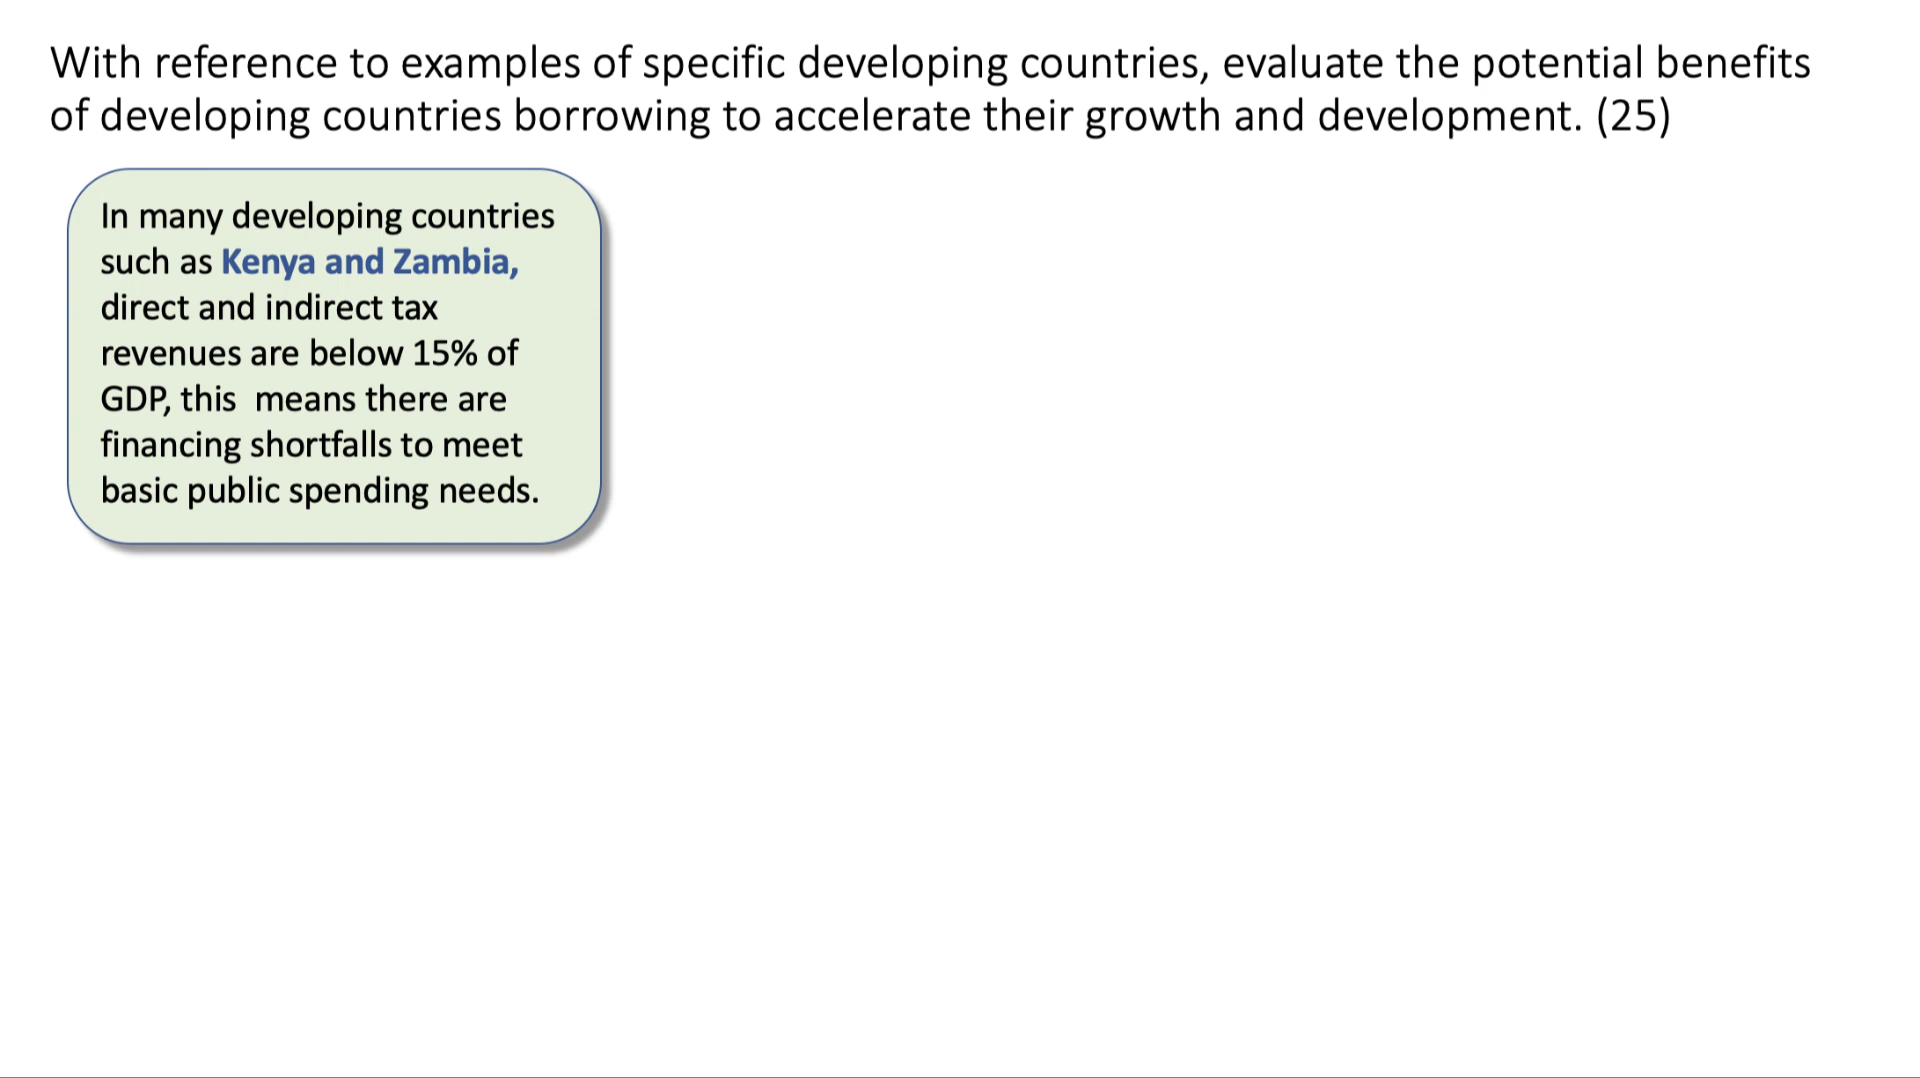 With reference to examples of specific developing countries, evaluate the potential benefits
of developing countries borrowing to accelerate their growth and development. (25)
In many developing countries
such as Kenya and Zambia,
direct and indirect tax
revenues are below 15% of
GDP, this  means there are
financing shortfalls to meet
basic public spending needs.